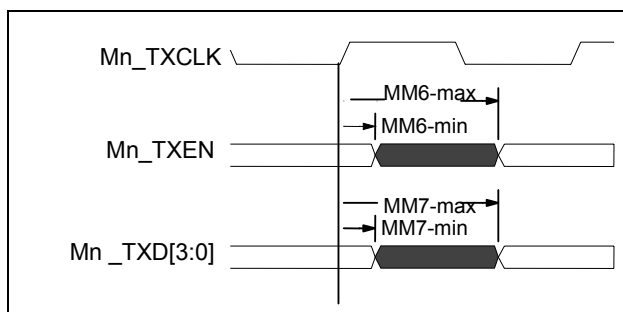 Mn_TXCLK
MM6-max
MM6-min
Mn_TXEN
MM7-max
MM7-min
Mn _TXD[3:0]